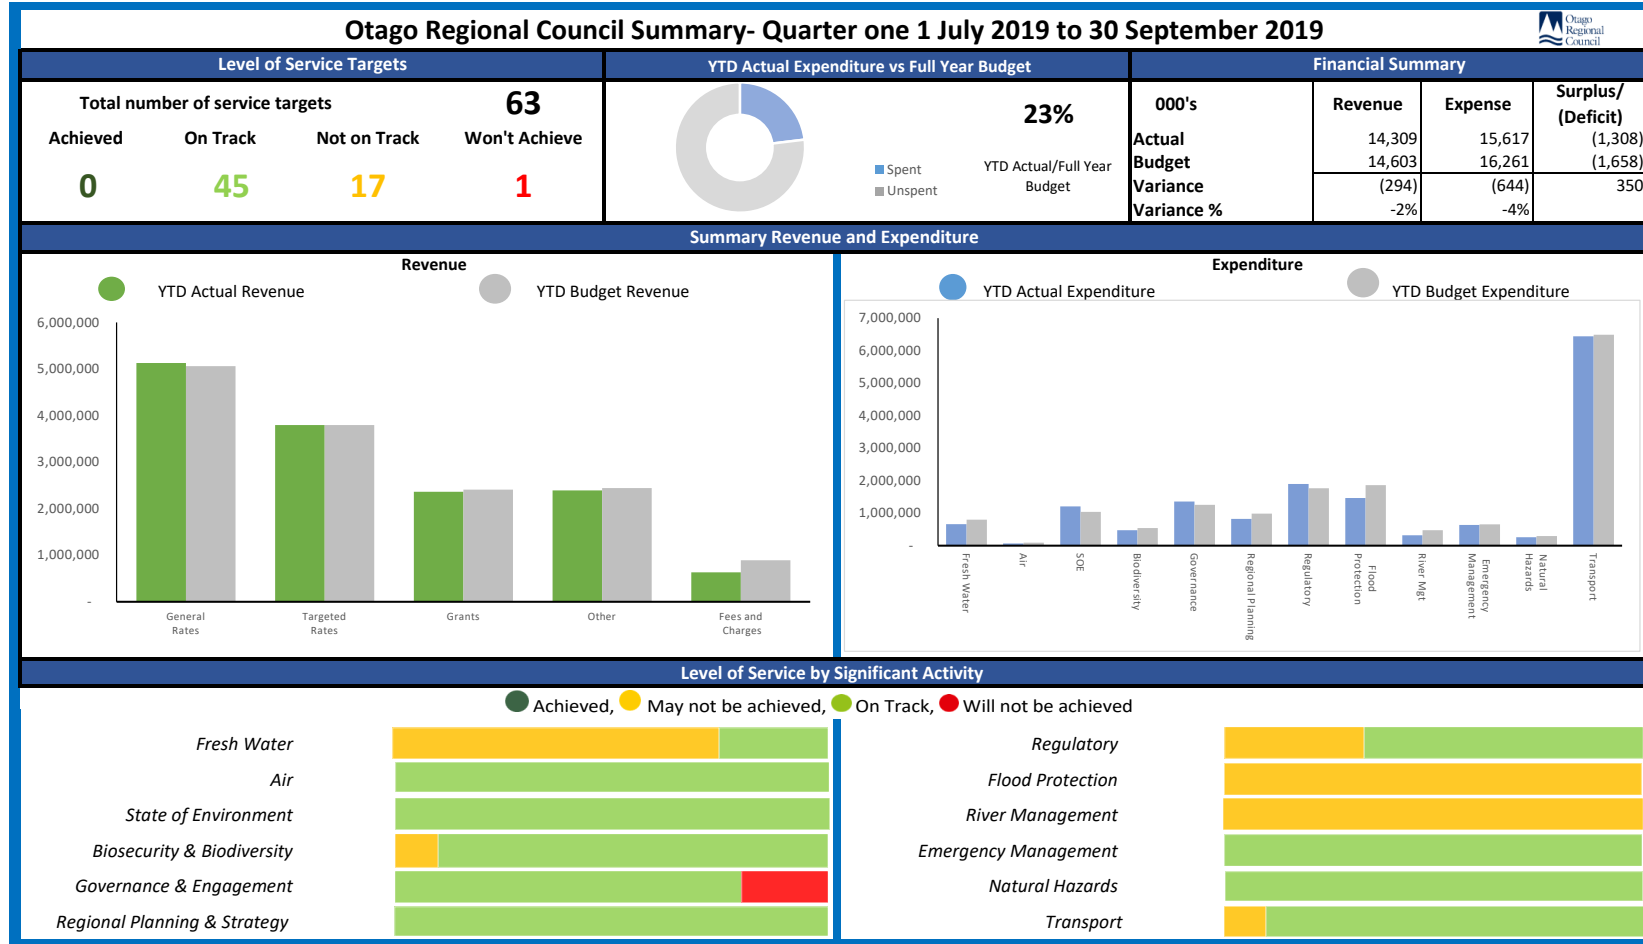 Otago Regional Council Summary- Quarter one 1 July 2019 to 30 September 2019
Otago
Regional
Council
Level of Service Targets
YTD Actual Expenditure vs Full Year Budget
Financial Summary
Total number of service targets 63
Achieved On Track Not on Track Won't Achieve
0 45 17 1
23%
Spent
Unspent
YTD Actual/Full Year
Budget
000's Revenue Expense Surplus/
(Deficit)
Actual 14,309 15,617 (1,308)
Budget 14,603 16,261 (1,658)
Variance (294) (644) 350
Variance % -2% -4%
Summary Revenue and Expenditure
Revenue
YTD Actual Revenue YTD Budget Revenue
6,000,000
5,000,000
4,000,000
3,000,000
2,000,000
1,000,000
-
General
Rates
Targeted
Rates
Grants
Other
Fees and
Charges
Expenditure
YTD Actual Expenditure YTD Budget Expenditure
7,000,000
6,000,000
5,000,000
4,000,000
3,000,000
2,000,000
1,000,000
-
Fresh Water
Air
SOE
Biodiversity
Governance
Regional Planning
Regulatory
Flood
Protection
River Mgt
Emergency
Management
Natural
Hazards
Transport
Level of Service by Significant Activity
Achieved, May not be achieved, On Track, Will not be achieved
Fresh Water
Air
State of Environment
Biosecurity & Biodiversity
Governance & Engagement
Regional Planning & Strategy
Regulatory
Flood Protection
River Management
Emergency Management
Natural Hazards
Transport